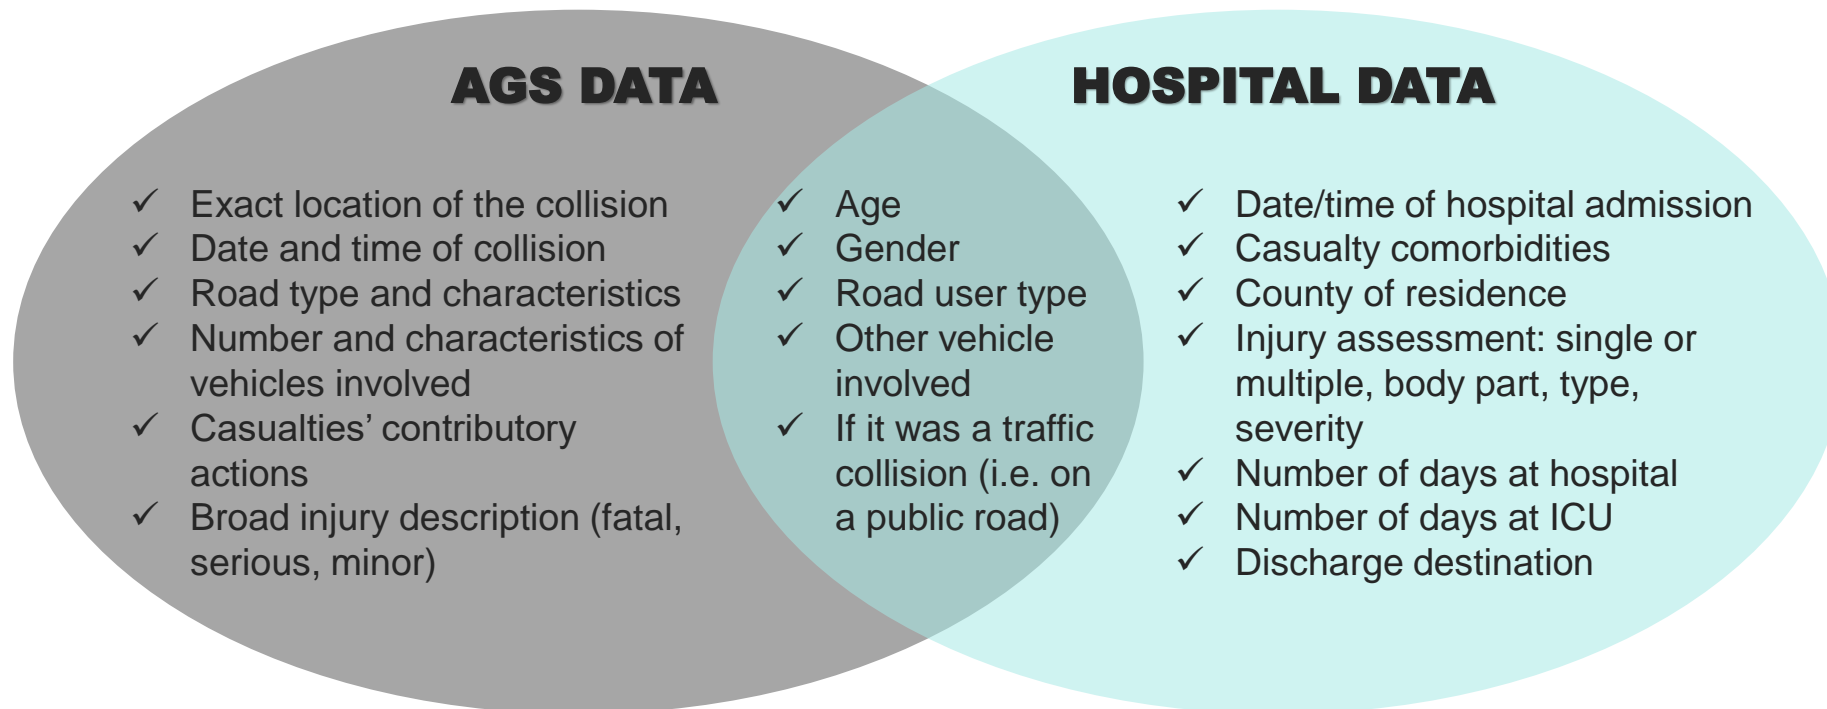 AGS DATA
✓ Exact location of the collision
✓ Date and time of collision
✓ Road type and characteristics
✓ Number and characteristics of
vehicles involved
✓ Casualties’ contributory
actions
✓ Broad injury description (fatal,
serious, minor)
✓ Age
✓ Gender
✓ Road user type
✓ Other vehicle
involved
✓ If it was a traffic
collision (i.e. on
a public road)
HOSPITAL DATA
✓ Date/time of hospital admission
✓ Casualty comorbidities
✓ County of residence
✓ Injury assessment: single or
multiple, body part, type,
severity
✓ Number of days at hospital
✓ Number of days at ICU
✓ Discharge destination